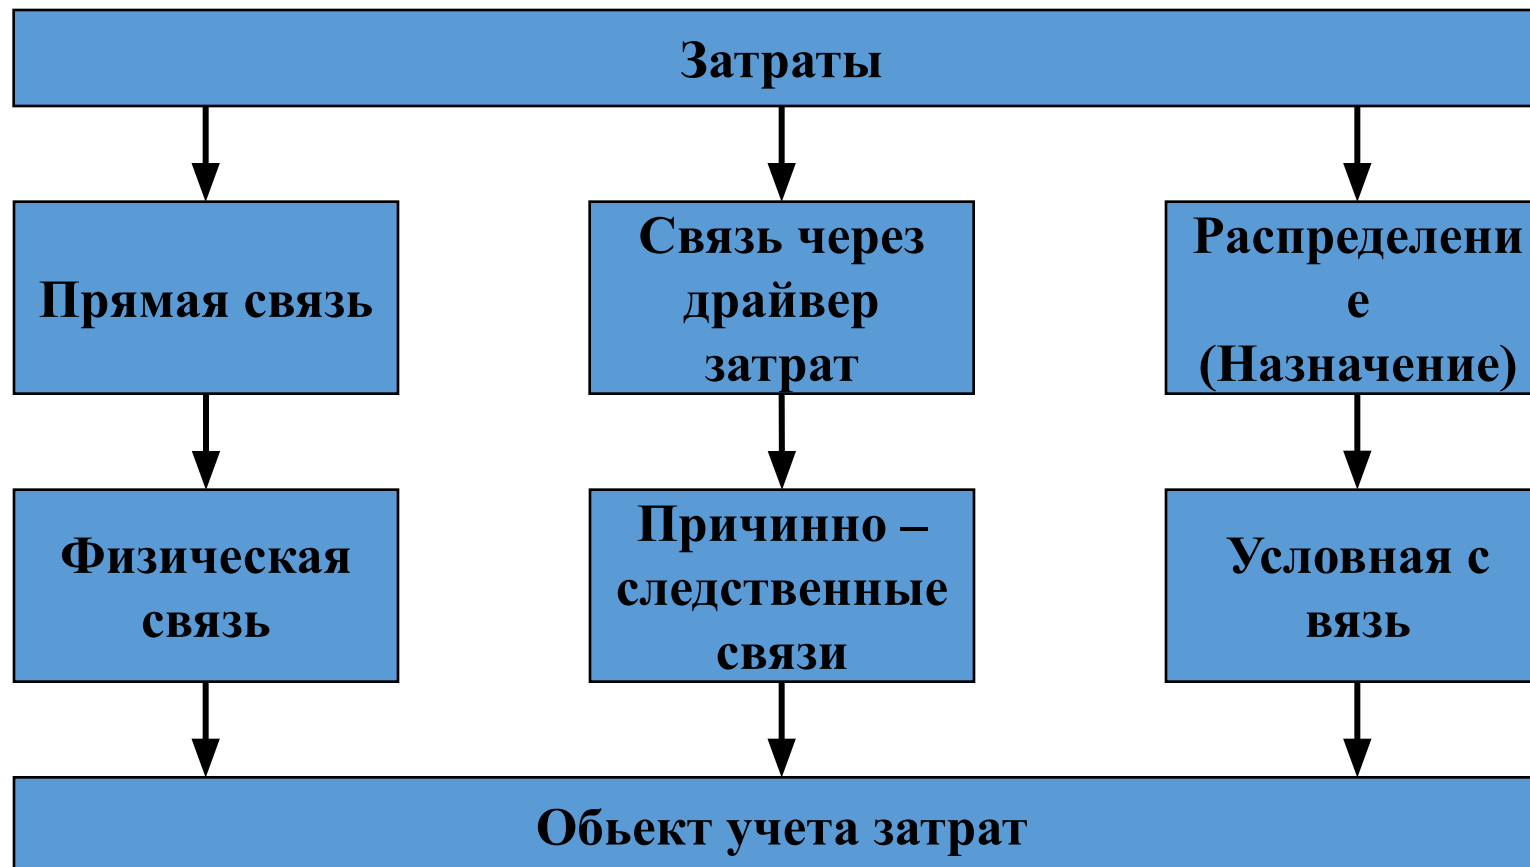 Затраты
Прямая связь
Связь через
драйвер
затрат
Распределени
е
(Назначение)
Физическая
связь
Причинно –
следственные
связи
Условная с
вязь
Обьект учета затрат